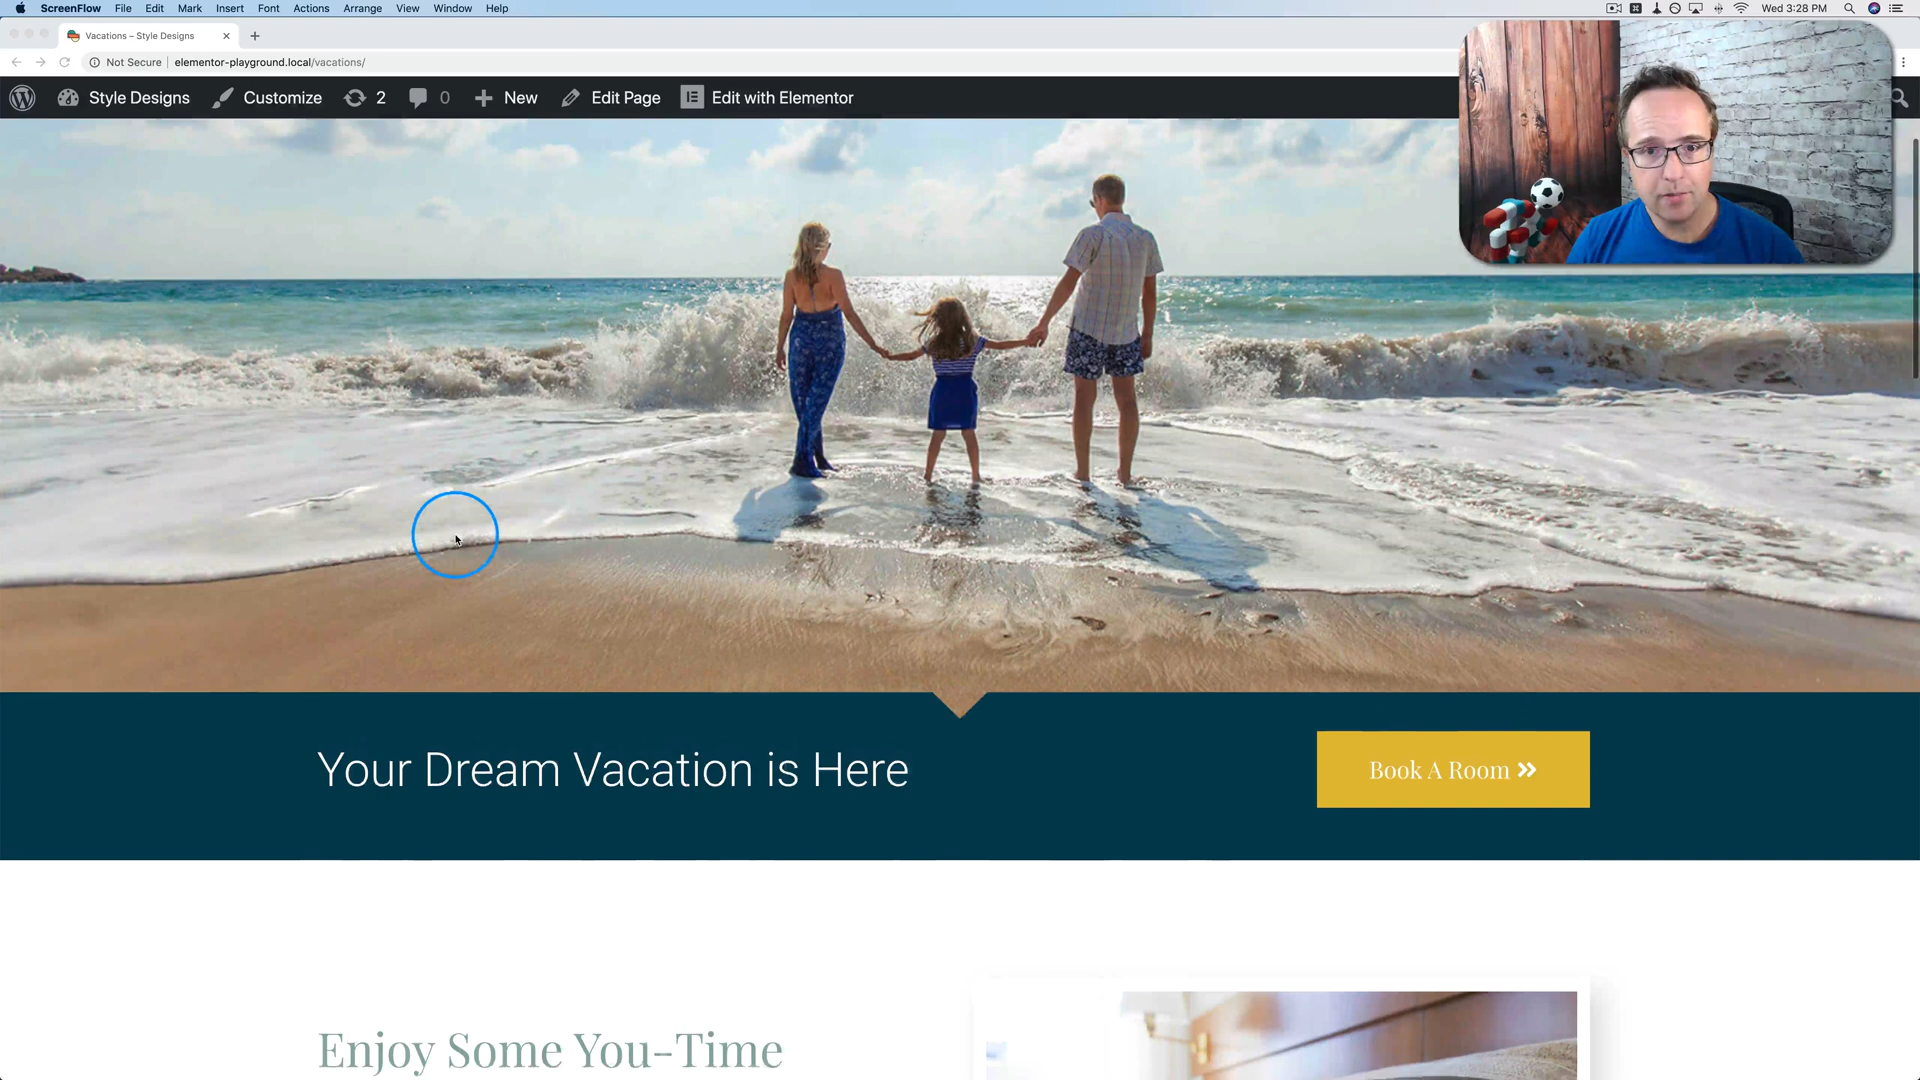 ScreenFlow File Edit Mark Insert Font Actions Arrange View Window Help Wed 3:28 PM
Vacations – Style Designs
Not Secure elementor-playground.local/vacations/
Style Designs Customize 2 0 New Edit Page Edit with Elementor
Your Dream Vacation is Here
Book A Room
Enjoy Some You-Time